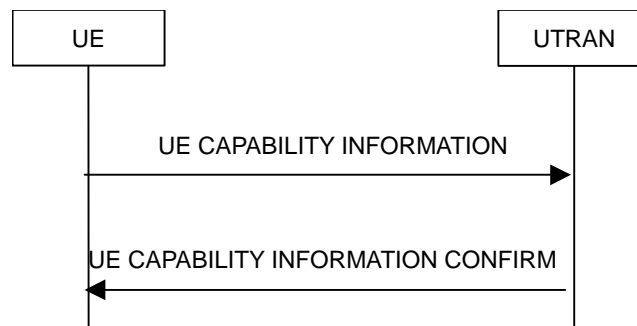 UE
UTRAN
UE CAPABILITY INFORMATION
UE CAPABILITY INFORMATION CONFIRM